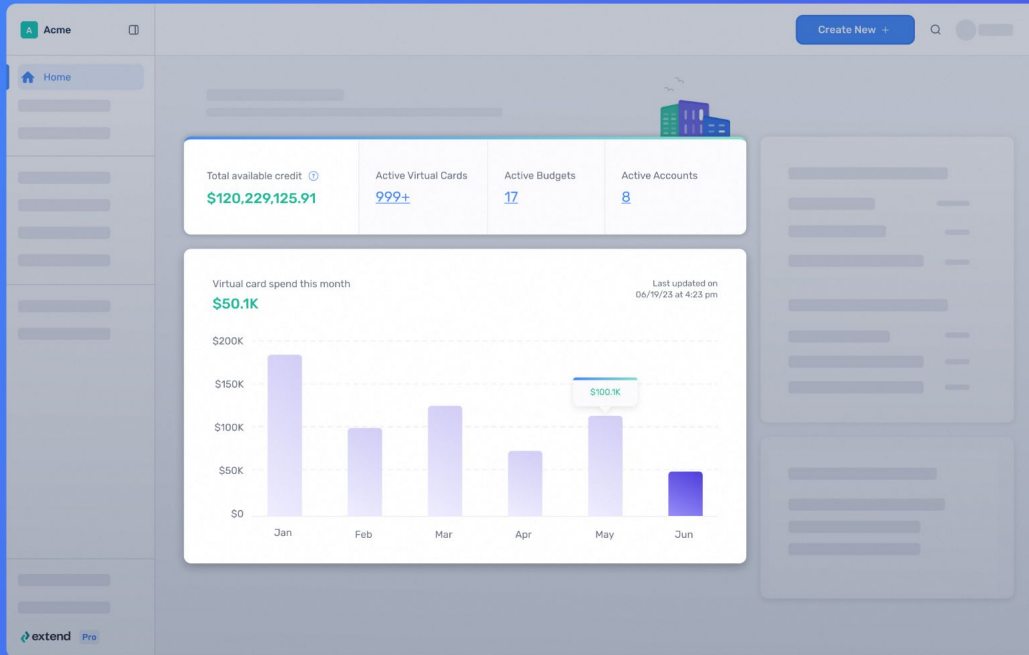 A Acme
Create New +
Home
Total available credit ?
$120,229,125.91
Active Virtual Cards
999+
Active Budgets
17
Active Accounts
8
Virtual card spend this month
$50.1K
Last updated on
06/19/23 at 4:23 pm
$200K
$150K
$100K
$50K
$0
$100.1K
Jan Feb Mar Apr May Jun
extend Pro